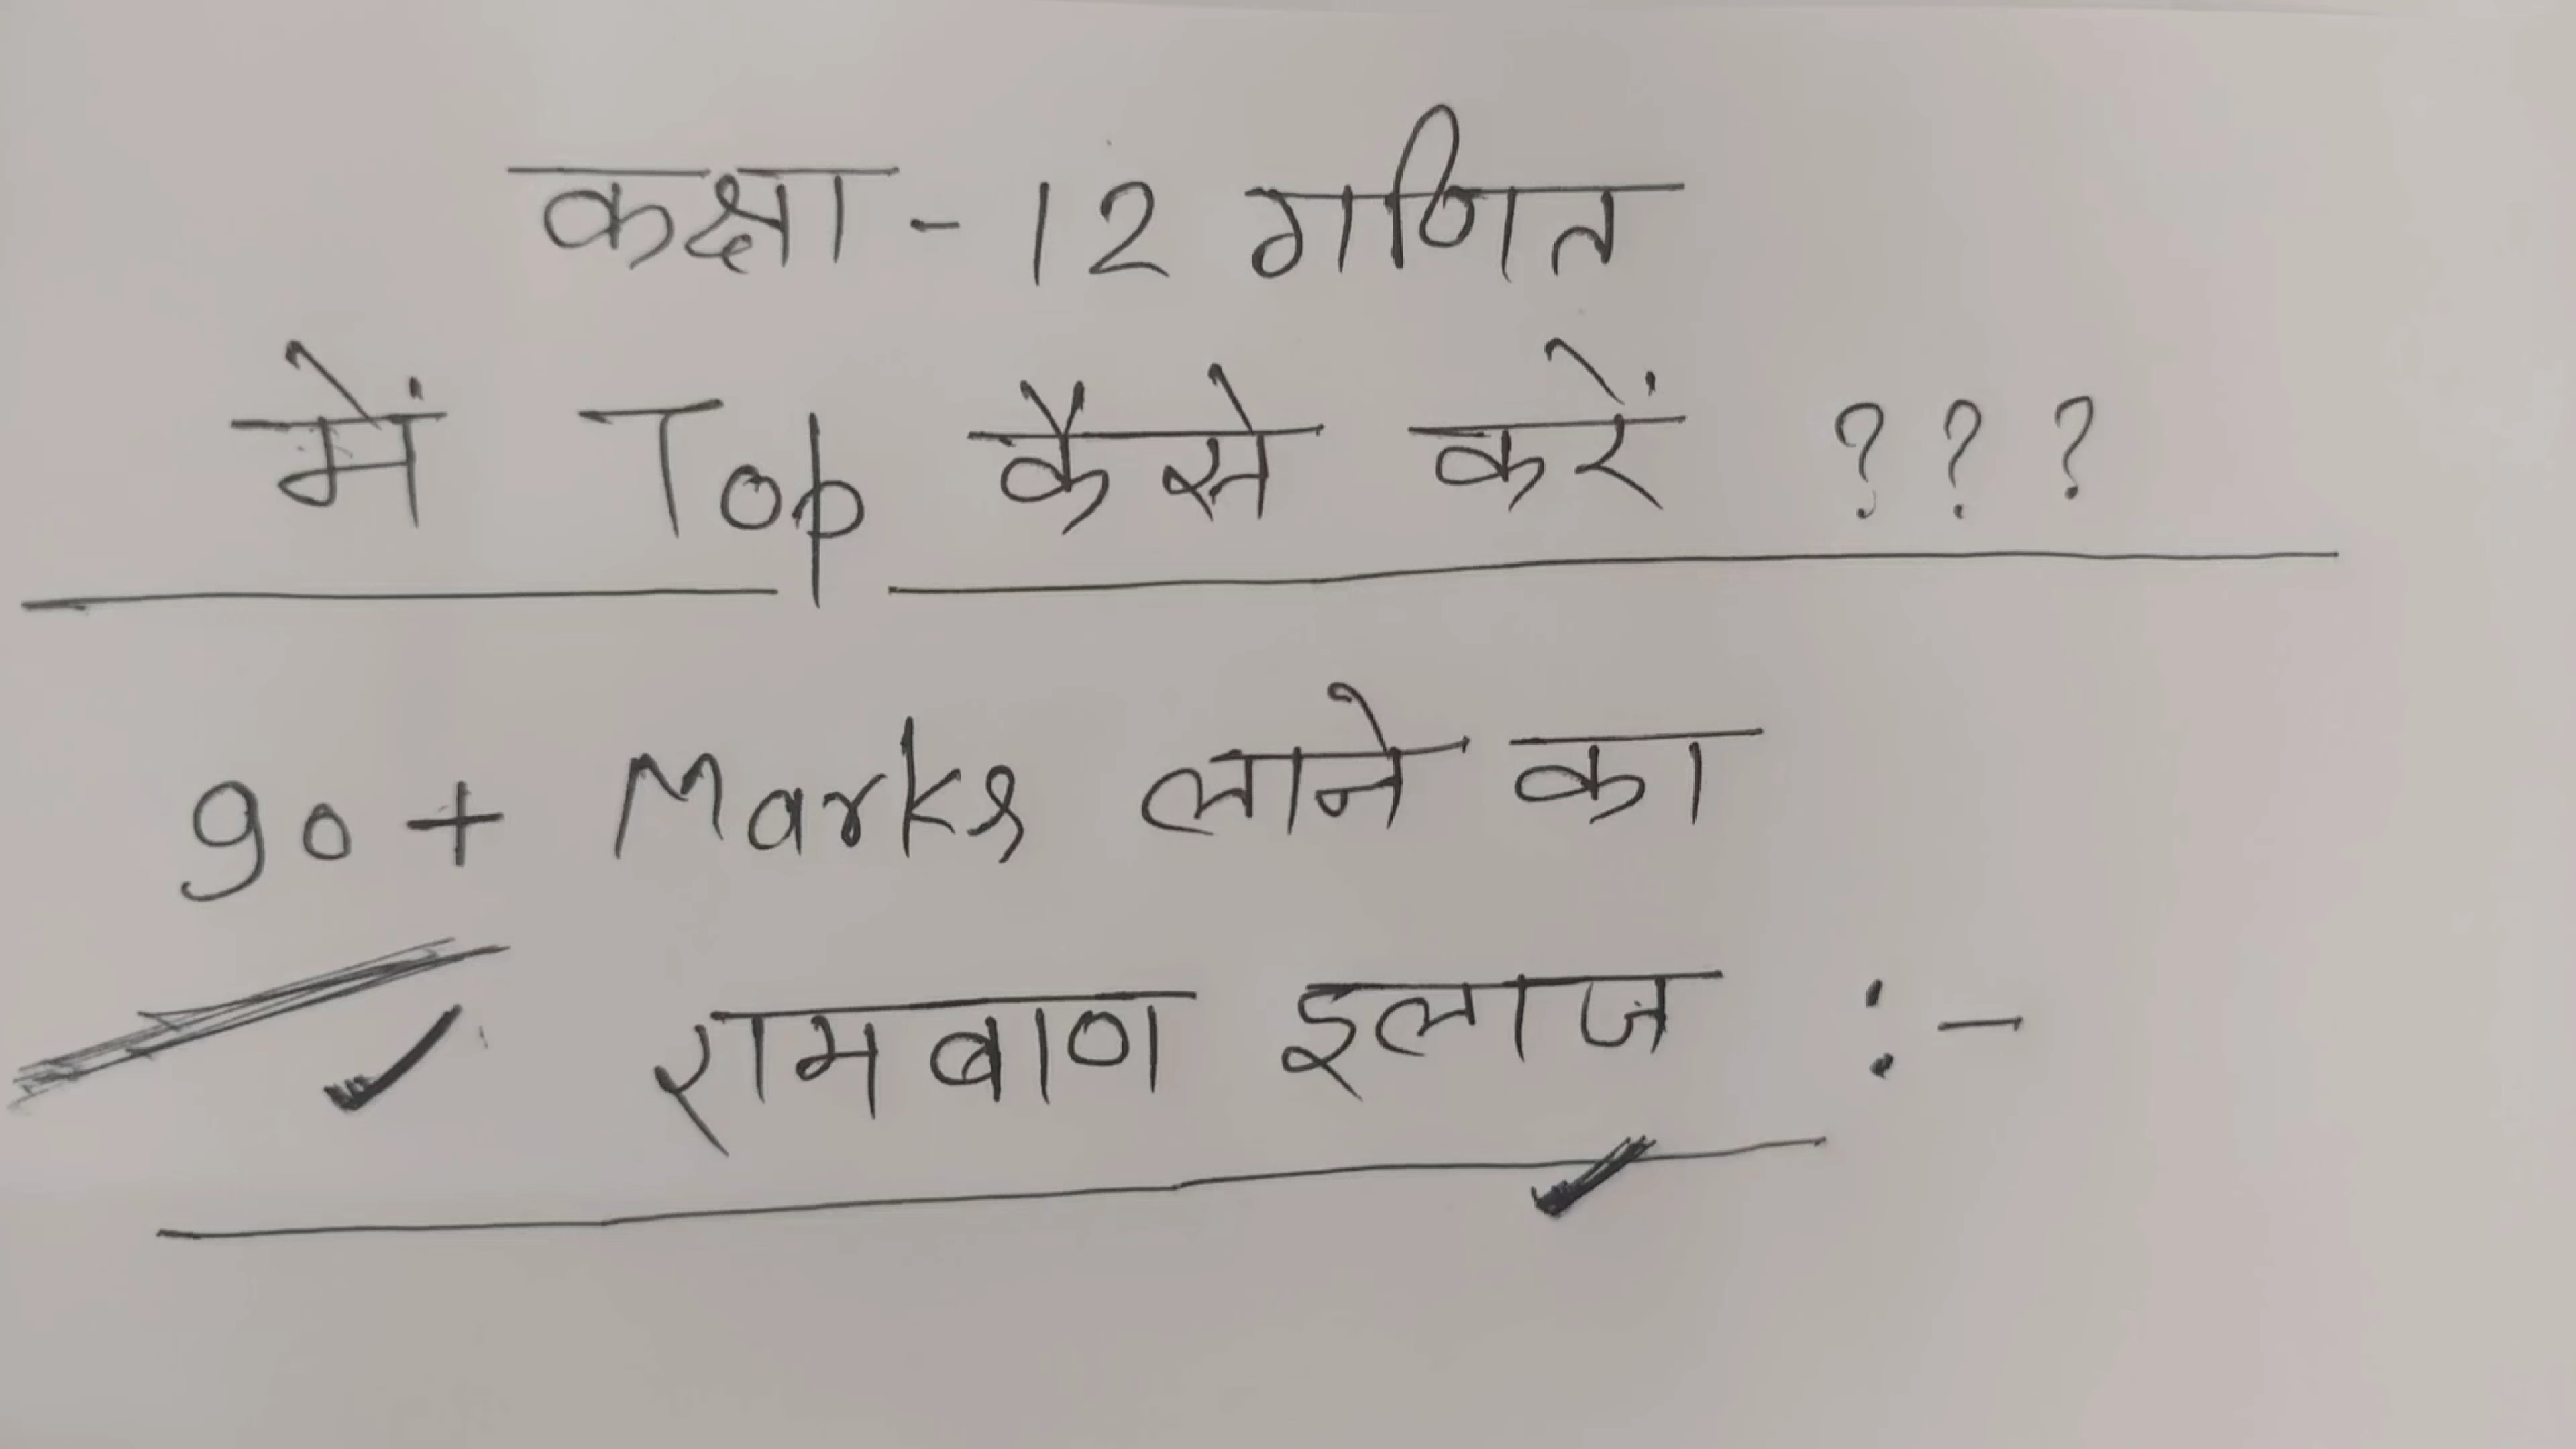 कक्षा - 12 गणित
में Top कैसे करें ???
90 + Marks लाने का
रामबाण इलाज :-